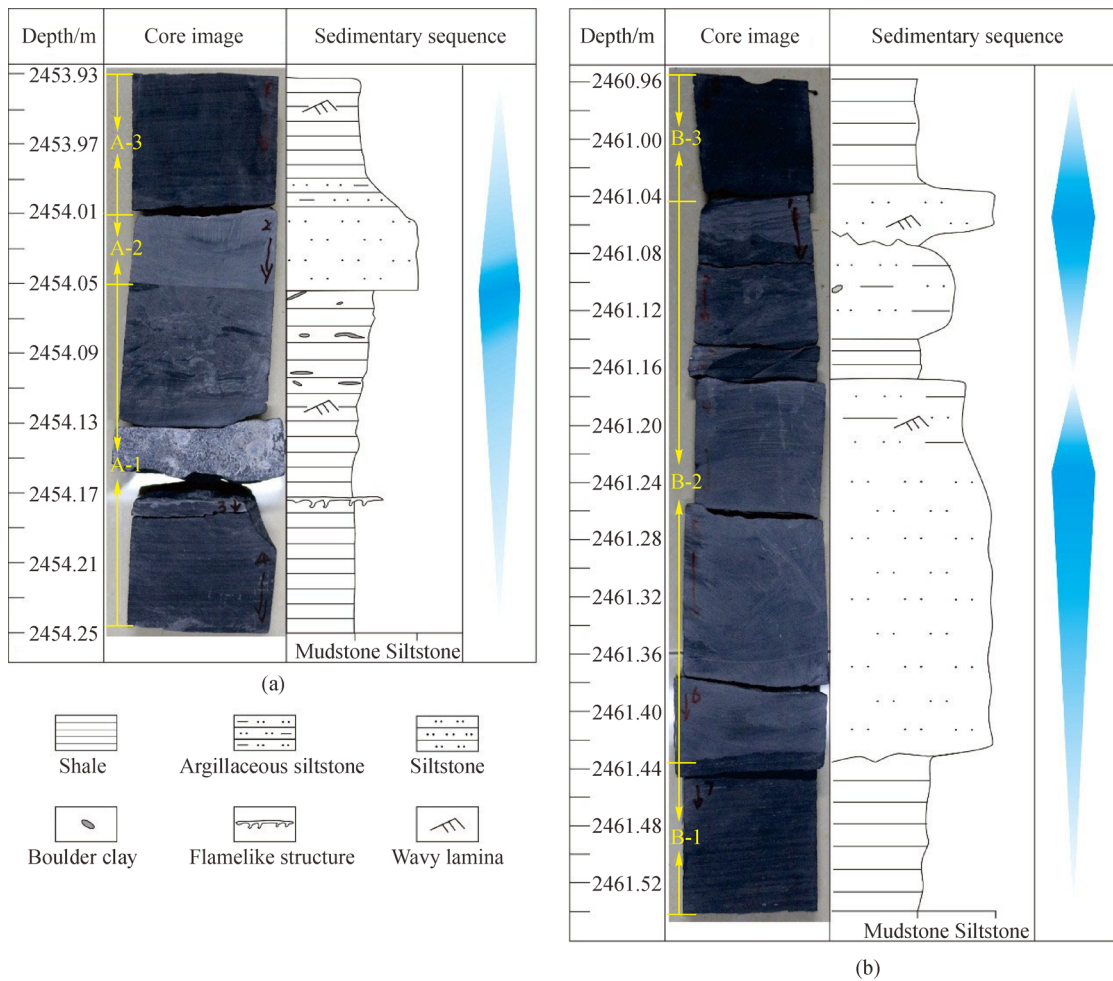 Depth/m
Core image
Sedimentary sequence
2453.93
2453.97
2454.01
2454.05
2454.09
2454.13
2454.17
2454.21
2454.25
A-3
A-2
A-1
2
3
Mudstone Siltstone
(a)
Shale
Argillaceous siltstone
Siltstone
Boulder clay
Flamelike structure
Wavy lamina
Depth/m
Core image
Sedimentary sequence
2460.96
2461.00
2461.04
2461.08
2461.12
2461.16
2461.20
2461.24
2461.28
2461.32
2461.36
2461.40
2461.44
2461.48
2461.52
B-3
B-2
B-1
6
7
Mudstone Siltstone
(b)